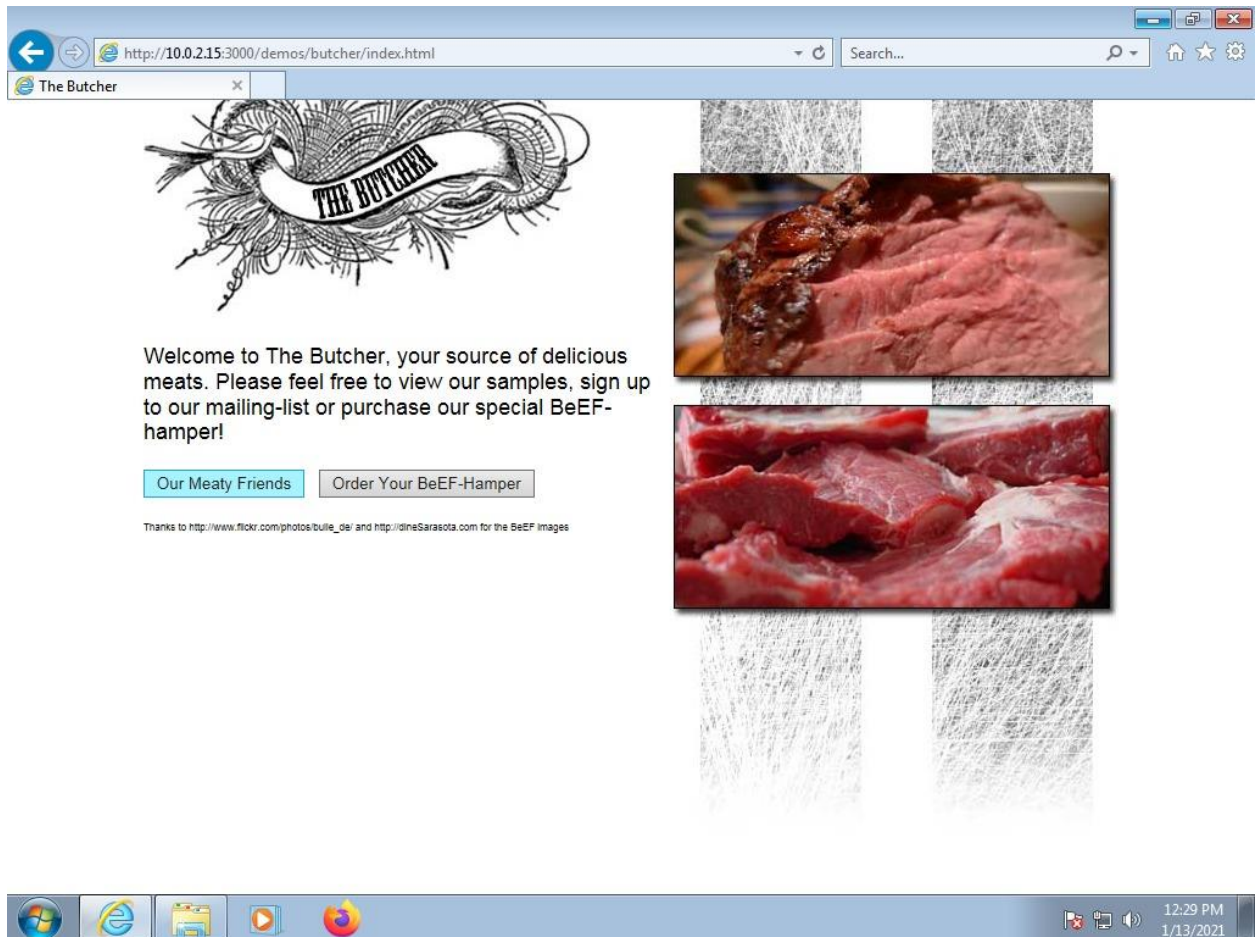 http://10.0.2.15:3000/demos/butcher/index.html
Search...
The Butcher
THE BUTCHER
Welcome to The Butcher, your source of delicious
meats. Please feel free to view our samples, sign up
to our mailing-list or purchase our special BeEF-
hamper!
Our Meaty Friends
Order Your BeEF-Hamper
Thanks to http://www.flickr.com/photos/bulle_de/ and http://dineSarasota.com for the BeEF images
12:29 PM
1/13/2021